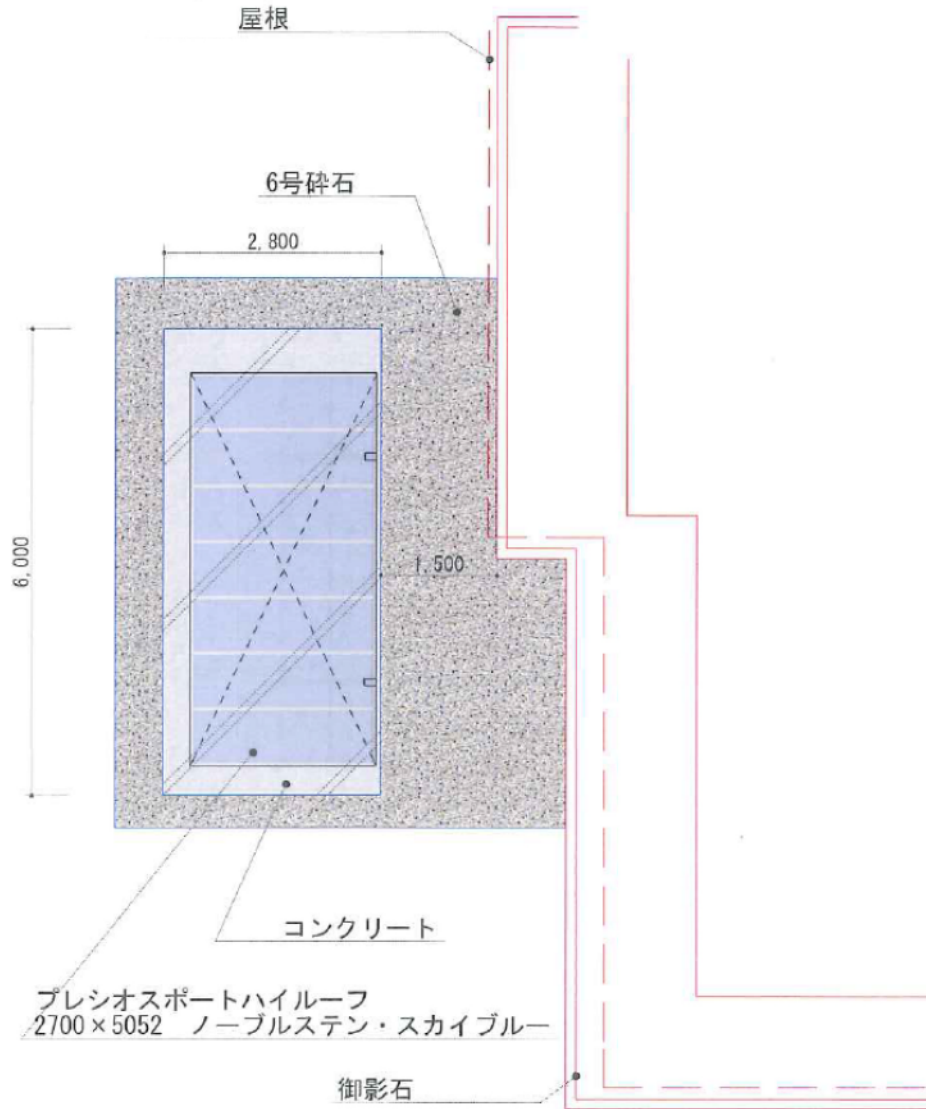 屋根
6号砕石
2,800
6,000
1,500
コンクリート
プレシオスポートハイルーフ
2700×5052 ノーブルステン・スカイブルー
御影石